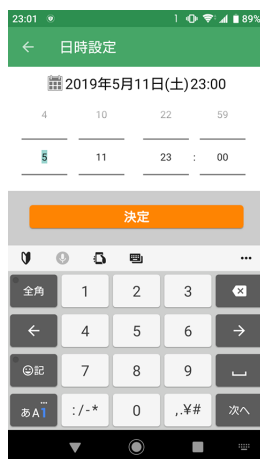 23:01 1 89%
← 日時設定
2019年5月11日(土)23:00
4 10 22 59
5 11 23 : 00
決定
...
全角 1 2 3
← 4 5 6 →
☺記 7 8 9
あA1 :/-* 0 ,.¥# 次へ